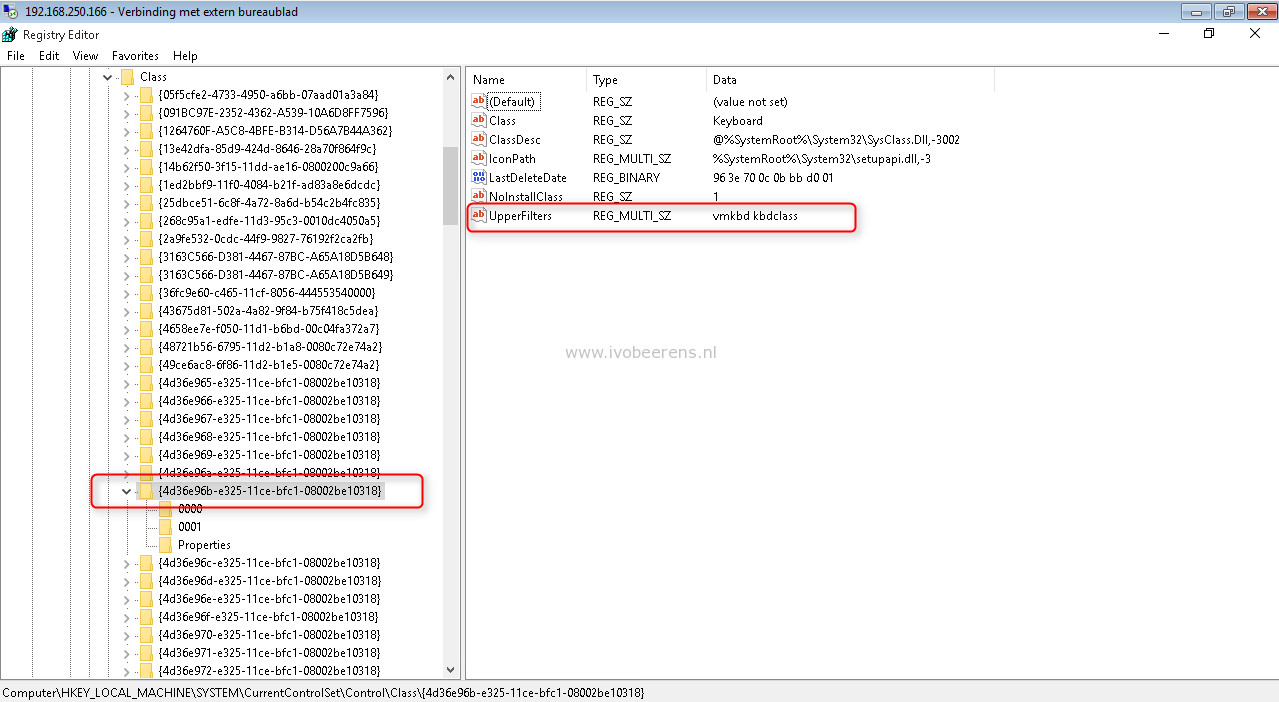 192.168.250.166 - Verbinding met extern bureaublad
Registry Editor
File Edit View Favorites Help
Class
{05f5cfe2-4733-4950-a6bb-07aad01a3a84}
{091BC97E-2352-4362-A539-10A6D8FF7596}
{1264760F-A5C8-4BFE-B314-D56A7B44A362}
{13e42dfa-85d9-424d-8646-28a70f864f9c}
{14b62f50-3f15-11dd-ae16-0800200c9a66}
{1ed2bbf9-11f0-4084-b21f-ad83a8e6dcdc}
{25dbce51-6c8f-4a72-8a6d-b54c2b4fc835}
{268c95a1-edfe-11d3-95c3-0010dc4050a5}
{2a9fe532-0cdc-44f9-9827-76192f2ca2fb}
{3163C566-D381-4467-87BC-A65A18D5B648}
{3163C566-D381-4467-87BC-A65A18D5B649}
{36fc9e60-c465-11cf-8056-444553540000}
{43675d81-502a-4a82-9f84-b75f418c5dea}
{4658ee7e-f050-11d1-b6bd-00c04fa372a7}
{48721b56-6795-11d2-b1a8-0080c72e74a2}
{49ce6ac8-6f86-11d2-b1e5-0080c72e74a2}
{4d36e965-e325-11ce-bfc1-08002be10318}
{4d36e966-e325-11ce-bfc1-08002be10318}
{4d36e967-e325-11ce-bfc1-08002be10318}
{4d36e968-e325-11ce-bfc1-08002be10318}
{4d36e969-e325-11ce-bfc1-08002be10318}
{4d36e96a-e325-11ce-bfc1-08002be10318}
{4d36e96b-e325-11ce-bfc1-08002be10318}
0000
0001
Properties
{4d36e96c-e325-11ce-bfc1-08002be10318}
{4d36e96d-e325-11ce-bfc1-08002be10318}
{4d36e96e-e325-11ce-bfc1-08002be10318}
{4d36e96f-e325-11ce-bfc1-08002be10318}
{4d36e970-e325-11ce-bfc1-08002be10318}
{4d36e971-e325-11ce-bfc1-08002be10318}
{4d36e972-e325-11ce-bfc1-08002be10318}
Name Type Data
(Default) REG_SZ (value not set)
Class REG_SZ Keyboard
ClassDesc REG_SZ @%SystemRoot%\System32\SysClass.Dll,-3002
IconPath REG_MULTI_SZ %SystemRoot%\System32\setupapi.dll,-3
LastDeleteDate REG_BINARY 96 3e 70 0c 0b bb d0 01
NoInstallClass REG_SZ 1
UpperFilters REG_MULTI_SZ vmkbd kbdclass
www.ivobeerens.nl
Computer\HKEY_LOCAL_MACHINE\SYSTEM\CurrentControlSet\Control\Class\{4d36e96b-e325-11ce-bfc1-08002be10318}